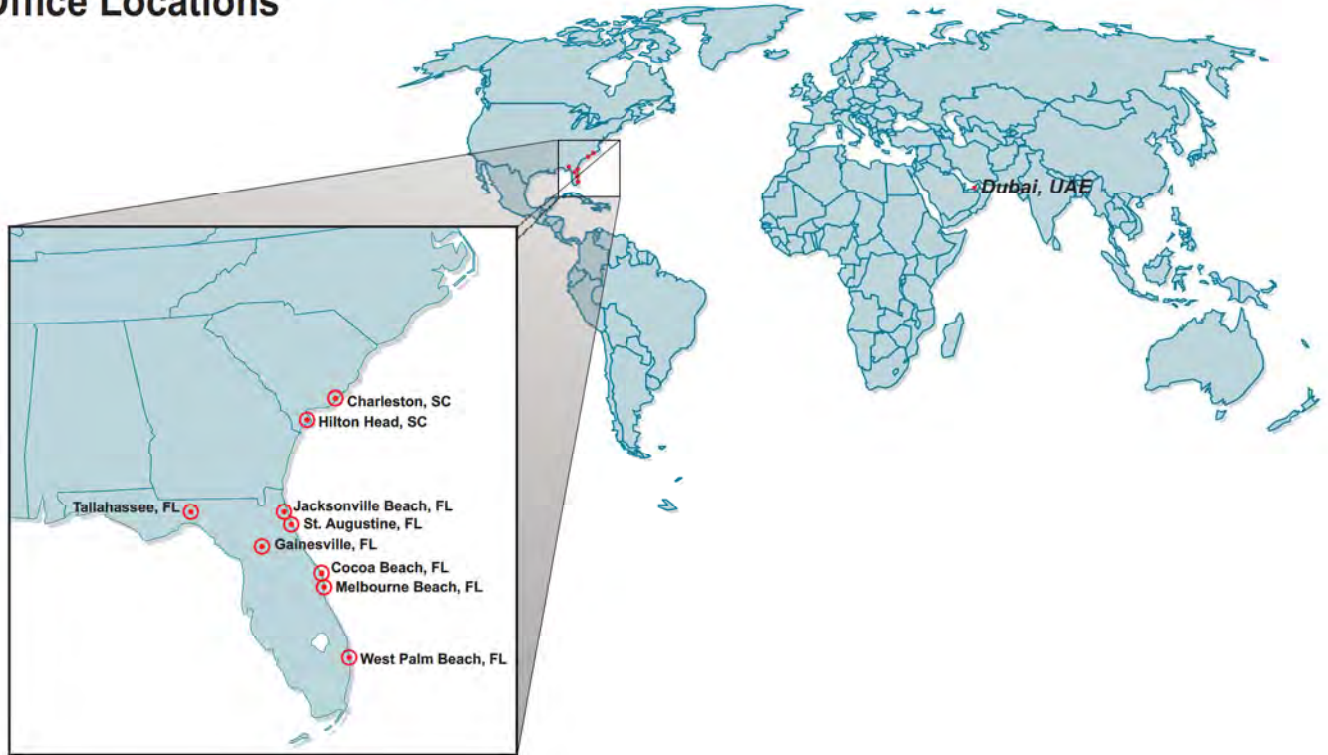 Office Locations
Dubai, UAE
Charleston, SC
Hilton Head, SC
Tallahassee, FL
Jacksonville Beach, FL
St. Augustine, FL
Gainesville, FL
Cocoa Beach, FL
Melbourne Beach, FL
West Palm Beach, FL